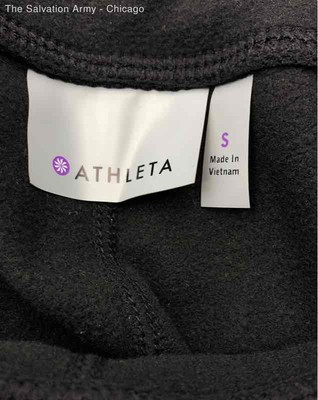 The Salvation Army - Chicago
ATHLETA
S
Made In
Vietnam